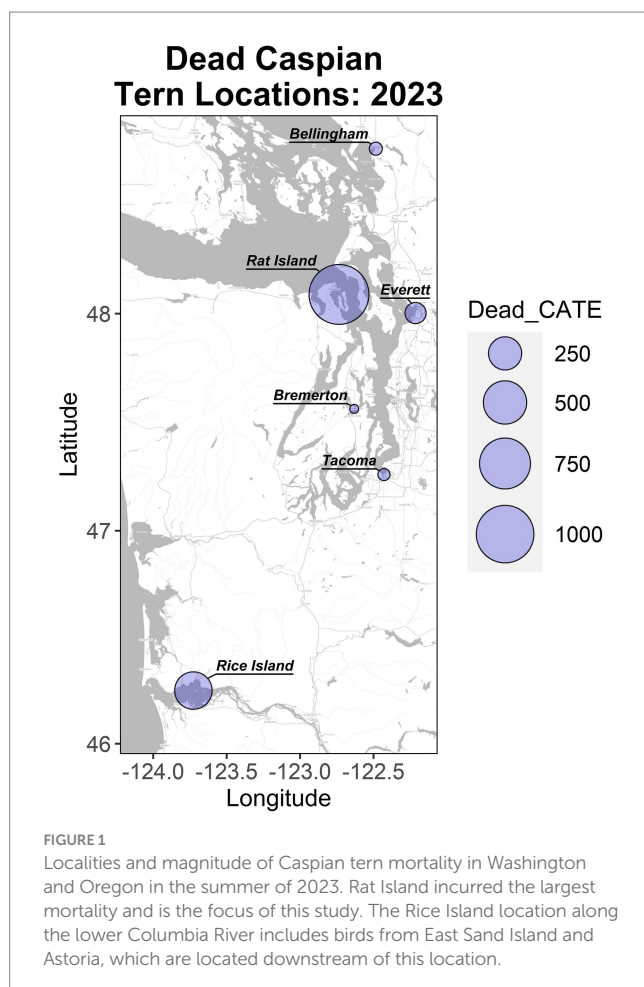 Dead Caspian
Tern Locations: 2023
Bellingham
Rat Island
Everett
Bremerton
Tacoma
Rice Island
48
47
46
Latitude
-124.0 -123.5 -123.0 -122.5
Longitude
Dead_CATE
250
500
750
1000
FIGURE 1
Localities and magnitude of Caspian tern mortality in Washington
and Oregon in the summer of 2023. Rat Island incurred the largest
mortality and is the focus of this study. The Rice Island location along
the lower Columbia River includes birds from East Sand Island and
Astoria, which are located downstream of this location.